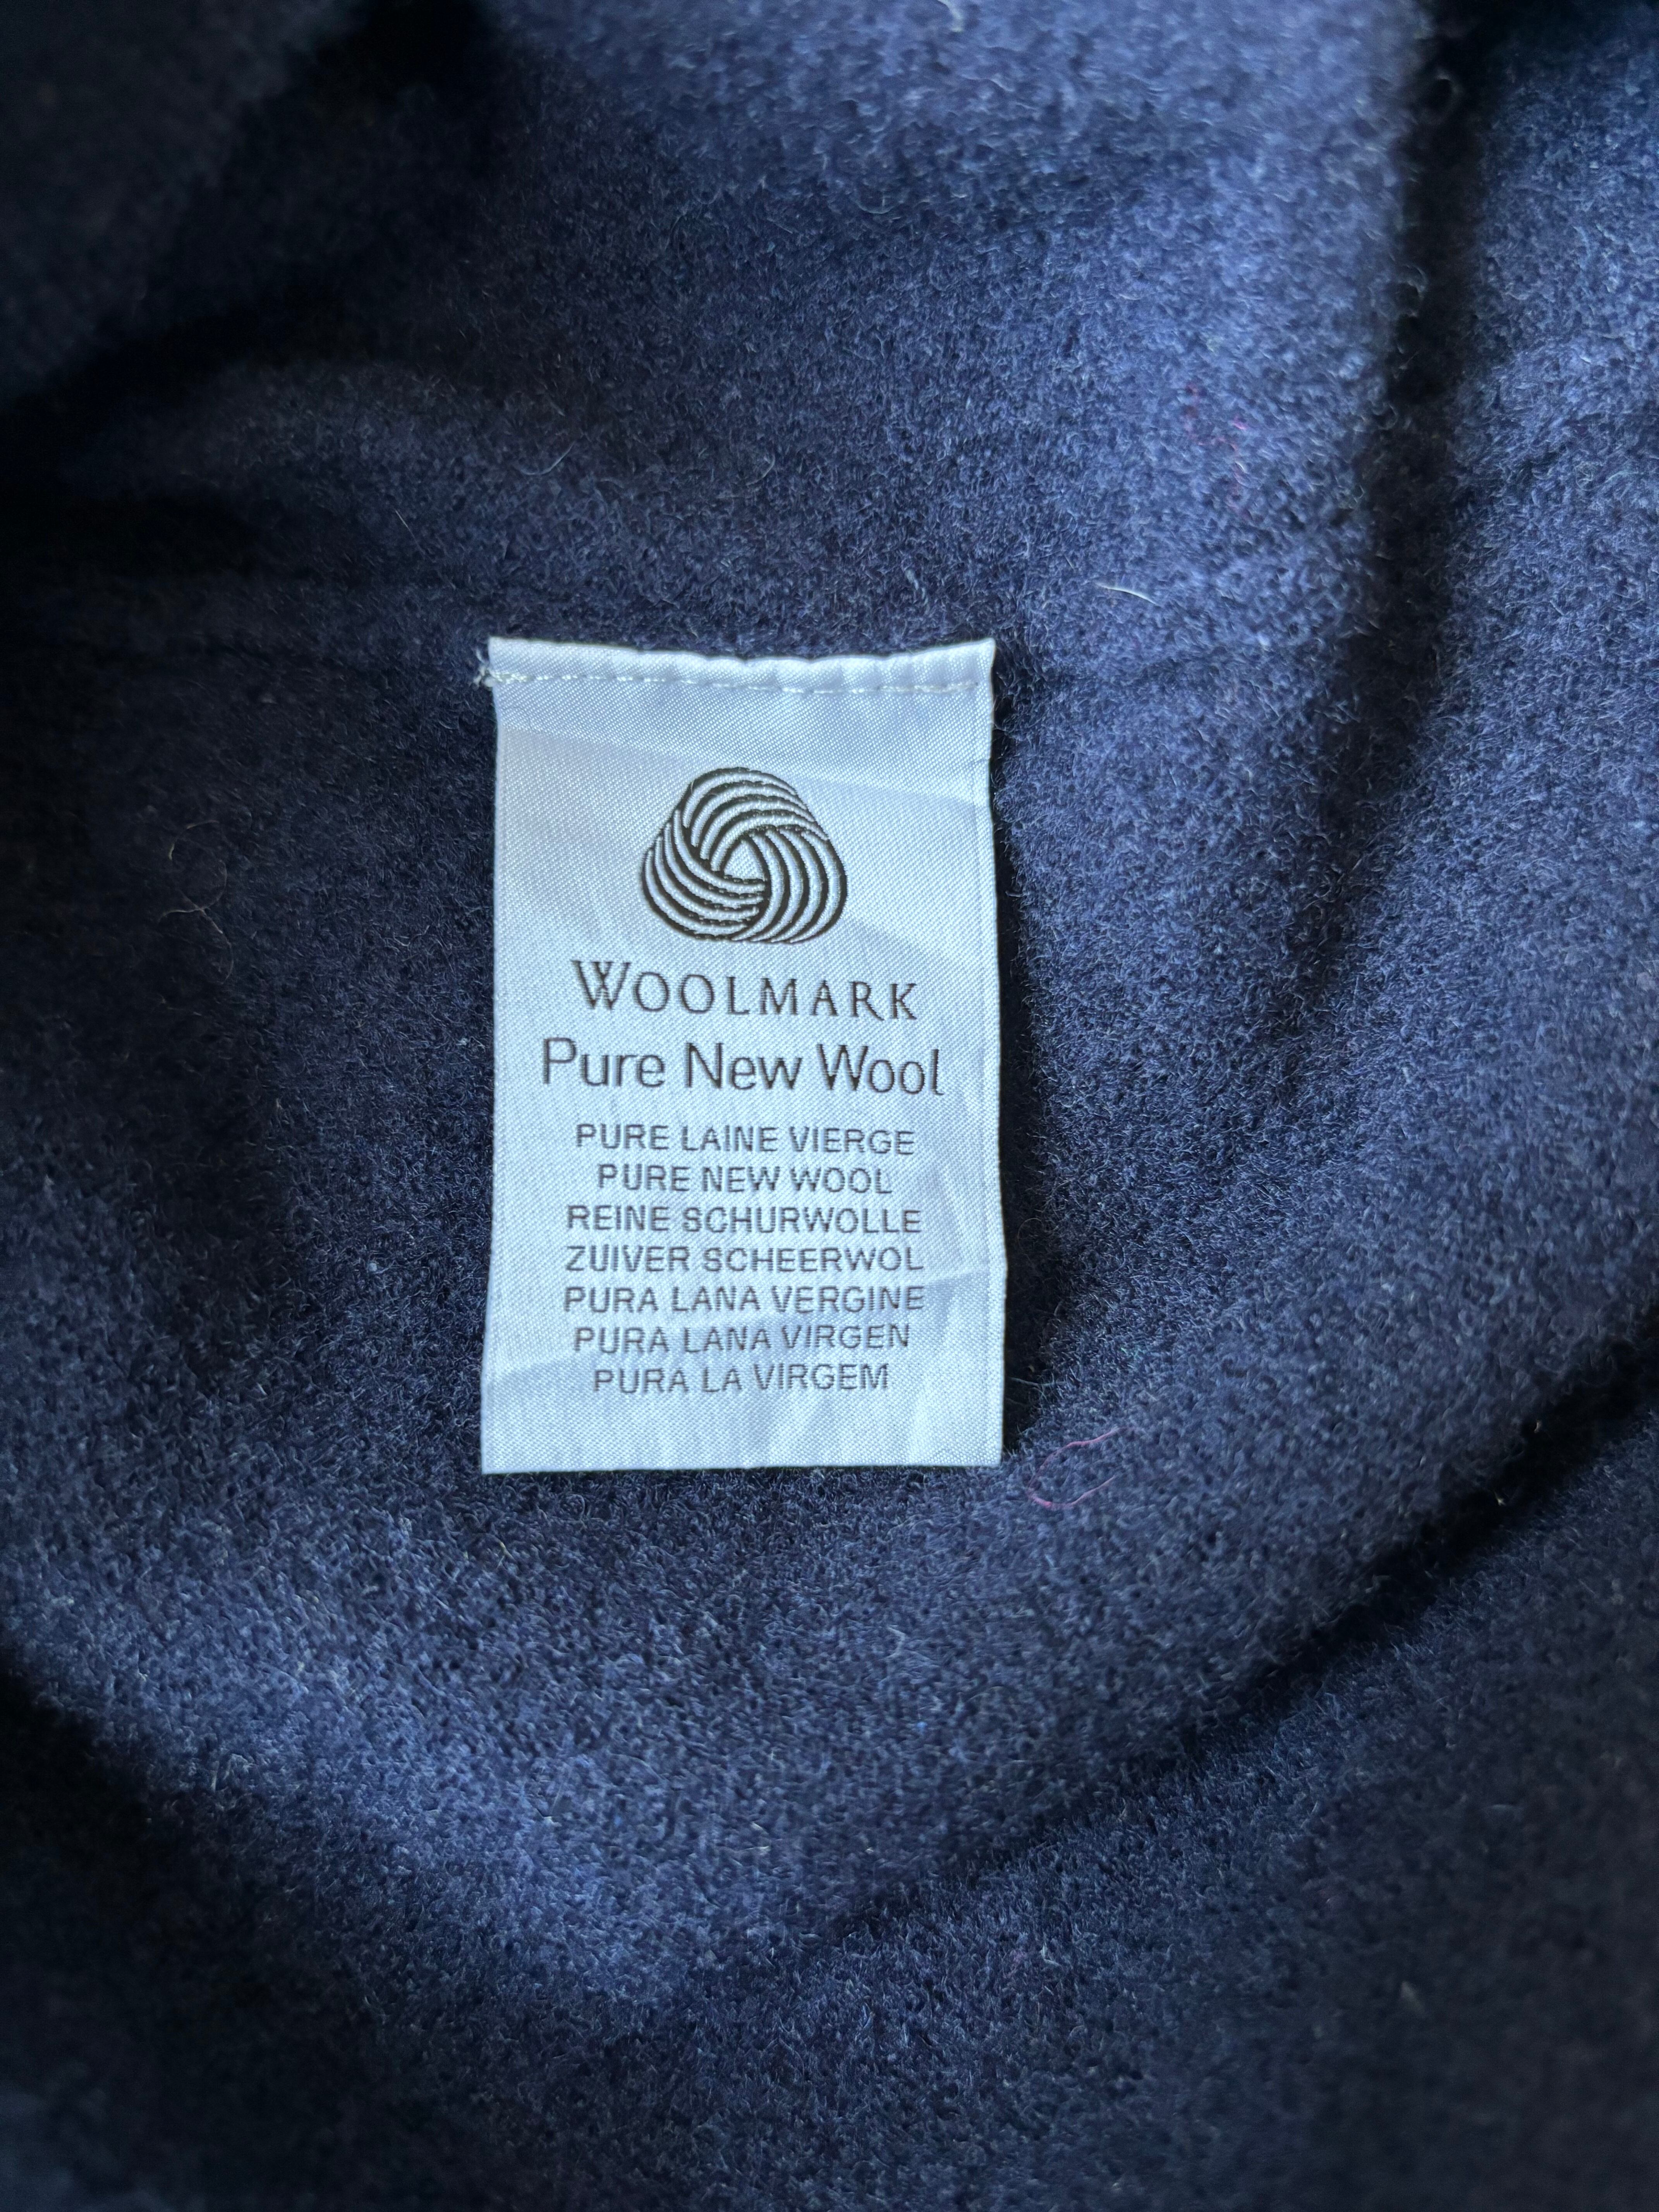 WOOLMARK
Pure New Wool
PURE LAINE VIERGE
PURE NEW WOOL
REINE SCHURWOLLE
ZUIVER SCHEERWOL
PURA LANA VERGINE
PURA LANA VIRGEN
PURA LA VIRGEM